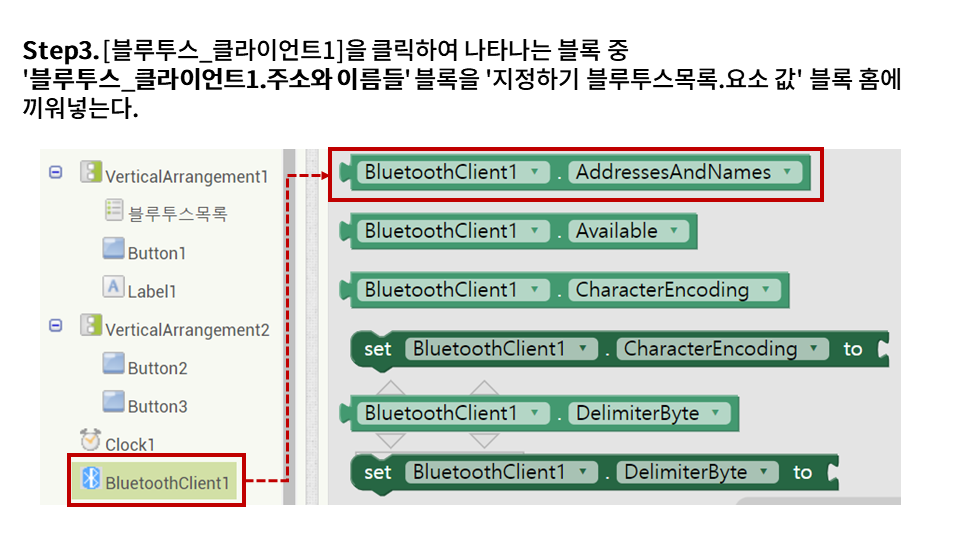 Step3. [블루투스_클라이언트1]을 클릭하여 나타나는 블록 중
'블루투스_클라이언트1.주소와 이름들' 블록을 '지정하기 블루투스목록.요소 값' 블록 홈에
끼워넣는다.
VerticalArrangement1
블루투스목록
Button1
Label1
VerticalArrangement2
Button2
Button3
Clock1
BluetoothClient1
BluetoothClient1 . AddressesAndNames
BluetoothClient1 . Available
BluetoothClient1 . CharacterEncoding
set BluetoothClient1 . CharacterEncoding to
BluetoothClient1 . DelimiterByte
set BluetoothClient1 . DelimiterByte to